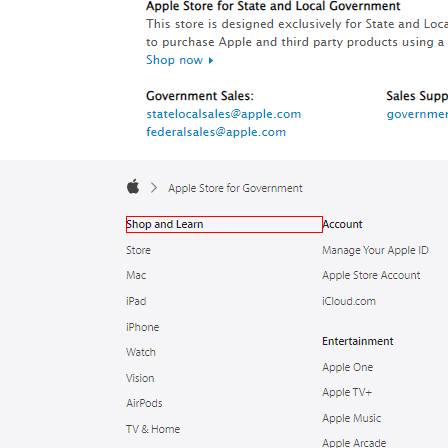 Apple Store for State and Local Government
This store is designed exclusively for State and Loca
to purchase Apple and third party products using a
Shop now
Government Sales:
statelocalsales@apple.com
federalsales@apple.com
Sales Supp
governmen
Apple Store for Government
Shop and Learn
Store
Mac
iPad
iPhone
Watch
Vision
AirPods
TV & Home
Account
Manage Your Apple ID
Apple Store Account
iCloud.com
Entertainment
Apple One
Apple TV+
Apple Music
Apple Arcade